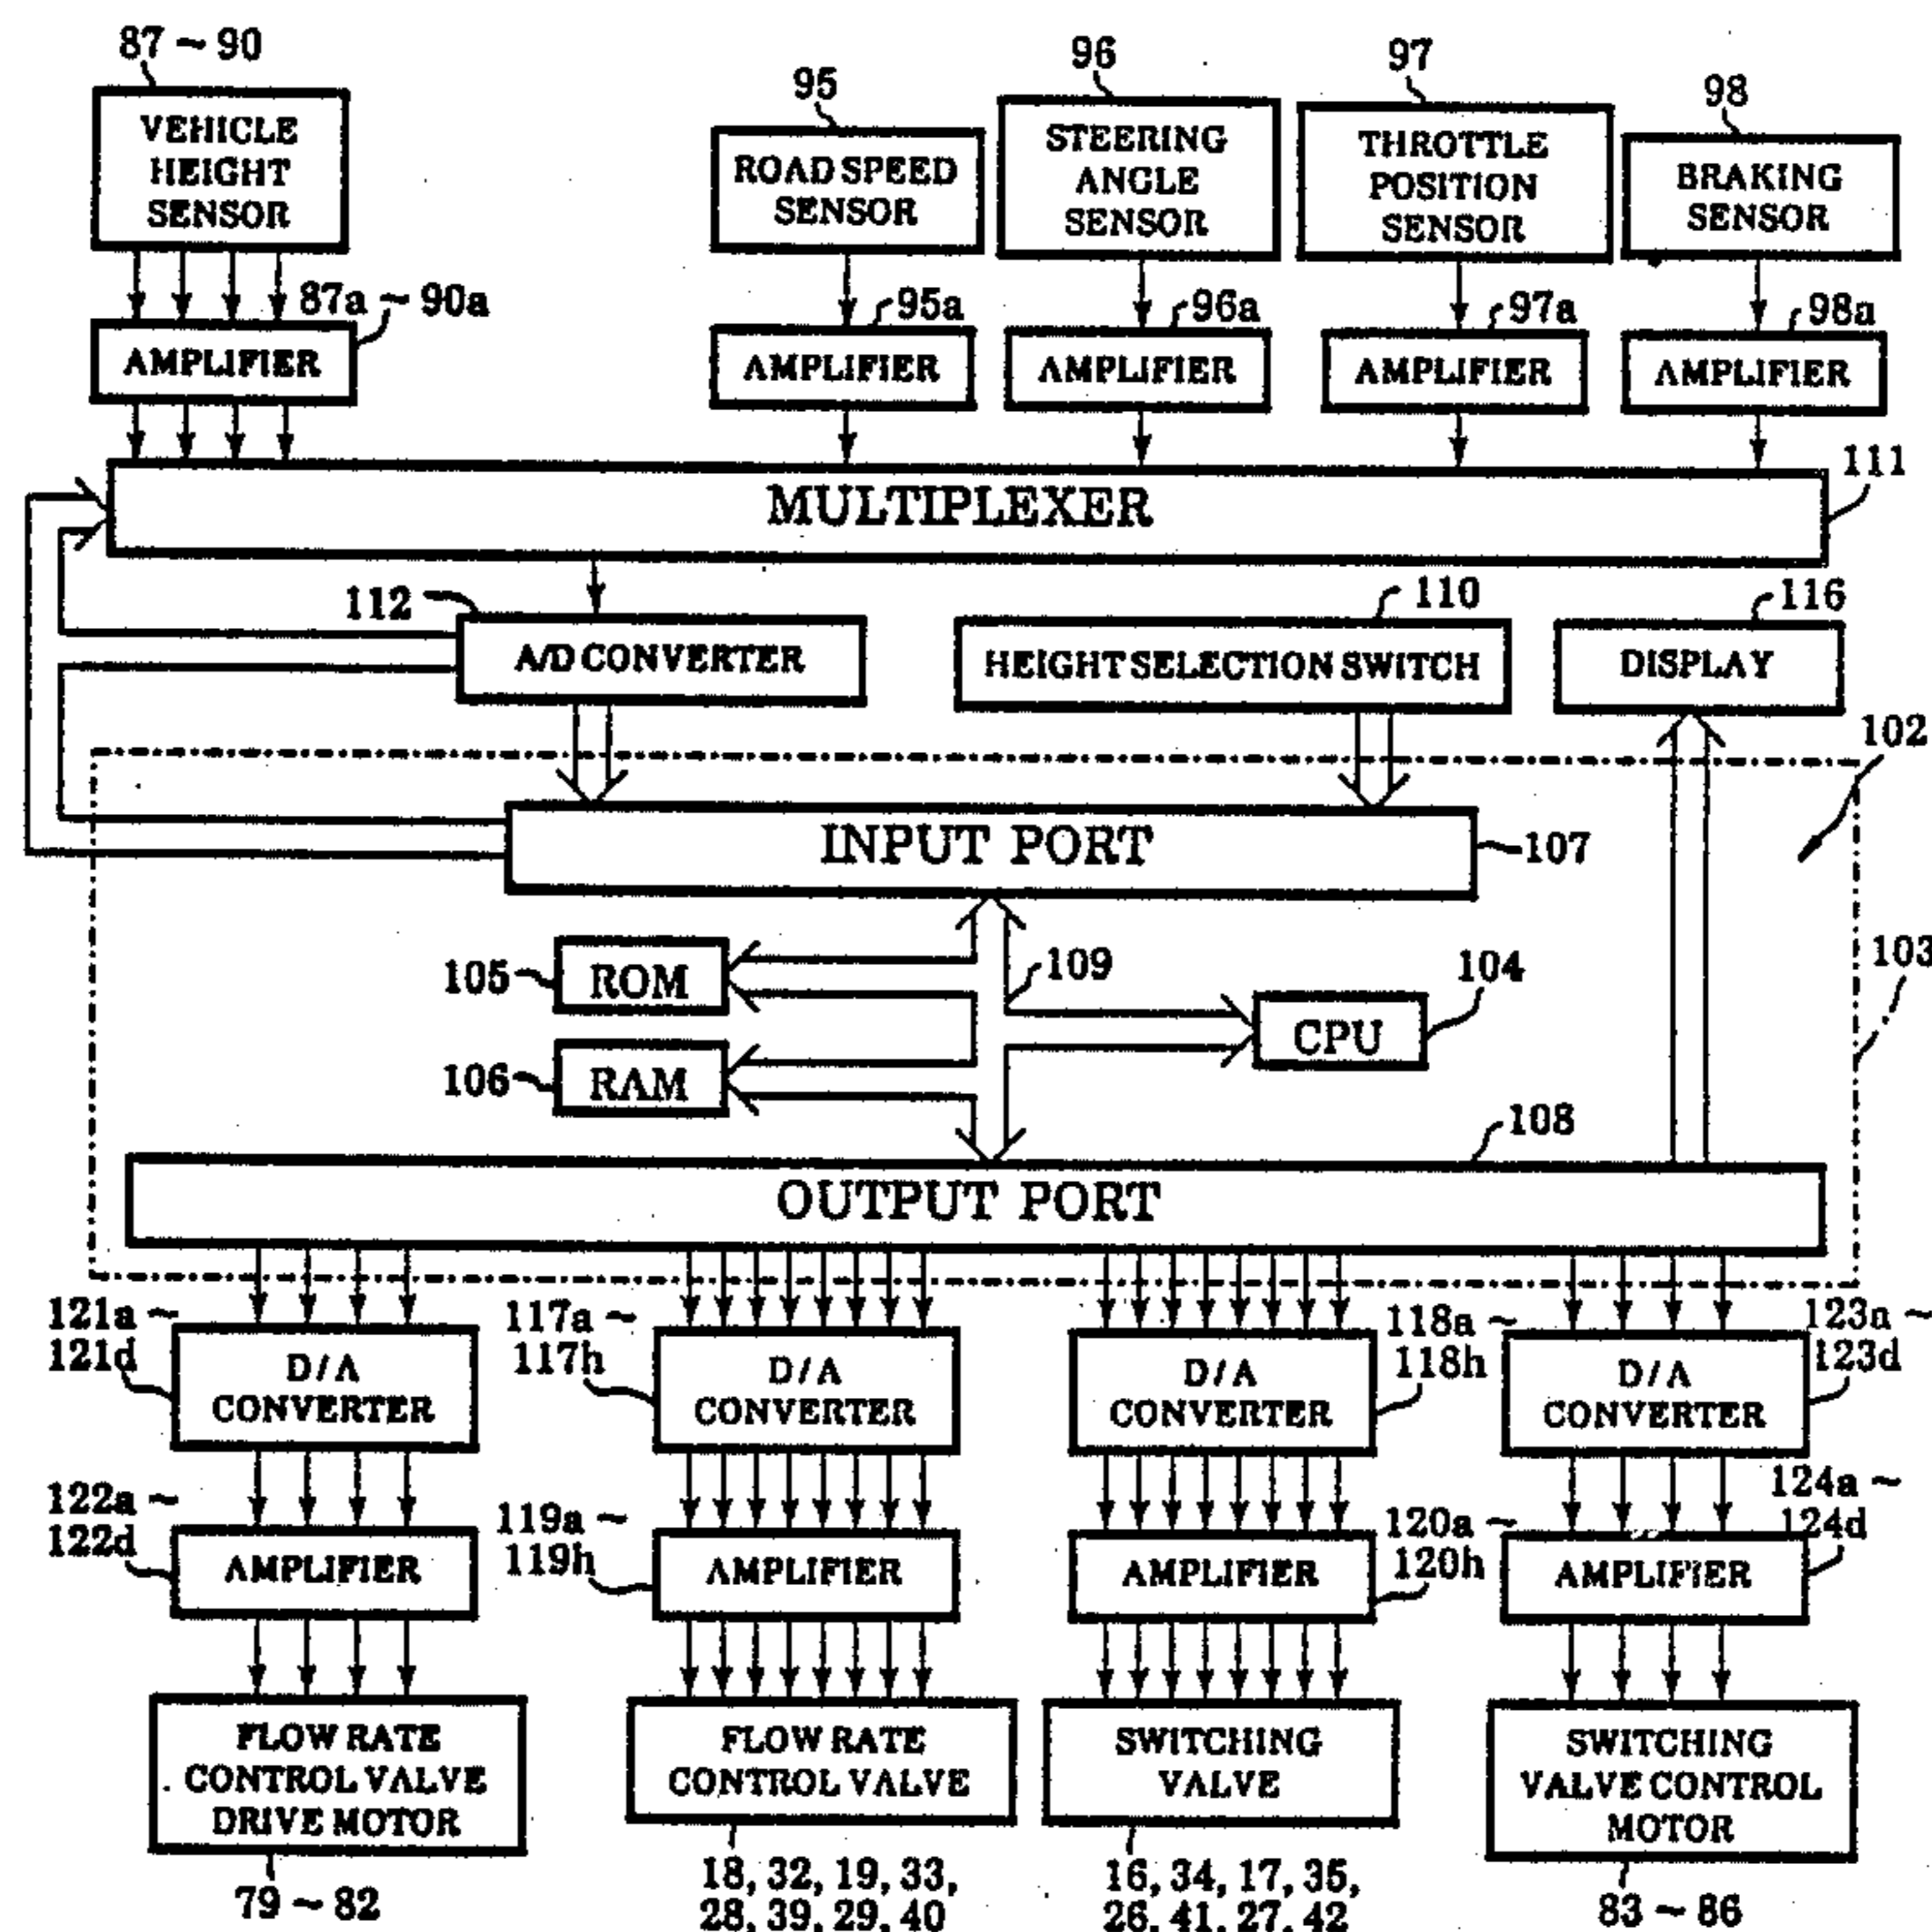 87 ~ 90
95
96
97
98
VEHICLE
HEIGHT
SENSOR
ROAD SPEED
SENSOR
STEERING
ANGLE
SENSOR
THROTTLE
POSITION
SENSOR
BRAKING
SENSOR
87a ~ 90a
95a
96a
97a
98a
AMPLIFIER
AMPLIFIER
AMPLIFIER
AMPLIFIER
AMPLIFIER
111
MULTIPLEXER
112
110
116
A/D CONVERTER
HEIGHT SELECTION SWITCH
DISPLAY
102
INPUT PORT
107
103
105
ROM
109
104
CPU
106
RAM
108
OUTPUT PORT
121a ~
121d
D/A
CONVERTER
117a ~
117h
D/A
CONVERTER
118a ~
118h
D/A
CONVERTER
123a ~
123d
D/A
CONVERTER
122a ~
122d
AMPLIFIER
119a ~
119h
AMPLIFIER
120a ~
120h
AMPLIFIER
124a ~
124d
AMPLIFIER
FLOW RATE
CONTROL VALVE
DRIVE MOTOR
FLOW RATE
CONTROL VALVE
SWITCHING
VALVE
SWITCHING
VALVE CONTROL
MOTOR
79 ~ 82
18, 32, 19, 33,
28, 39, 29, 40
16, 34, 17, 35,
26, 41, 27, 42
83 ~ 86